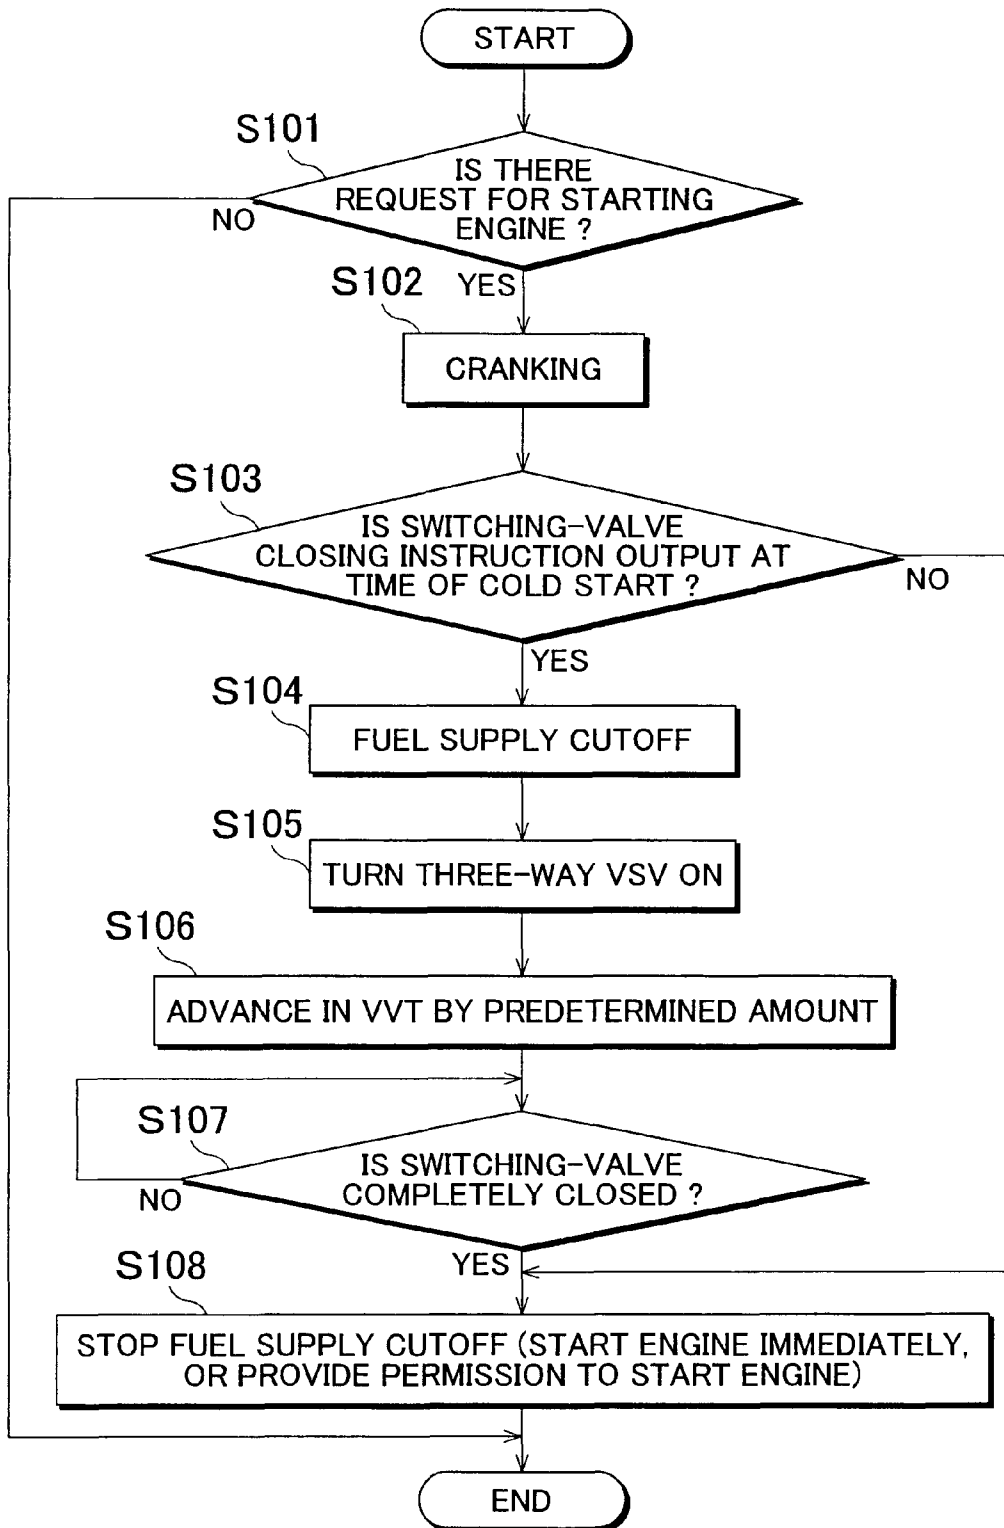 START
S101
IS THERE
REQUEST FOR STARTING
ENGINE ?
NO
YES
S102
CRANKING
S103
IS SWITCHING-VALVE
CLOSING INSTRUCTION OUTPUT AT
TIME OF COLD START ?
NO
YES
S104
FUEL SUPPLY CUTOFF
S105
TURN THREE-WAY VSV ON
S106
ADVANCE IN VVT BY PREDETERMINED AMOUNT
S107
IS SWITCHING-VALVE
COMPLETELY CLOSED ?
NO
YES
S108
STOP FUEL SUPPLY CUTOFF (START ENGINE IMMEDIATELY,
OR PROVIDE PERMISSION TO START ENGINE)
END